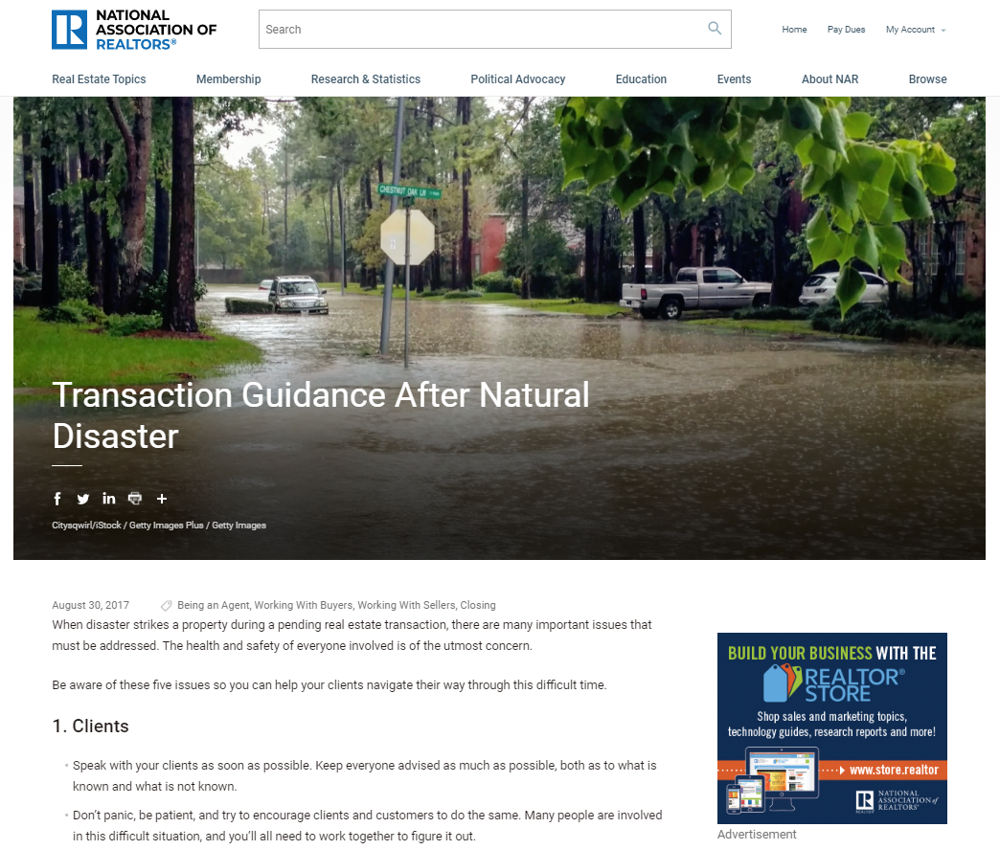 NATIONAL
ASSOCIATION OF
REALTORS®
Search
Home
Pay Dues
My Account
Real Estate Topics
Membership
Research & Statistics
Political Advocacy
Education
Events
About NAR
Browse
CHESTNUT OAK LN
Transaction Guidance After Natural
Disaster
Citysqwirl/iStock / Getty Images Plus / Getty Images
August 30, 2017
Being an Agent, Working With Buyers, Working With Sellers, Closing
When disaster strikes a property during a pending real estate transaction, there are many important issues that
must be addressed. The health and safety of everyone involved is of the utmost concern.
Be aware of these five issues so you can help your clients navigate their way through this difficult time.
1. Clients
Speak with your clients as soon as possible. Keep everyone advised as much as possible, both as to what is
known and what is not known.
Don’t panic, be patient, and try to encourage clients and customers to do the same. Many people are involved
in this difficult situation, and you’ll all need to work together to figure it out.
BUILD YOUR BUSINESS WITH THE
REALTOR®
STORE
Shop sales and marketing topics,
technology guides, research reports and more!
www.store.realtor
NATIONAL
ASSOCIATION of
REALTORS®
Advertisement